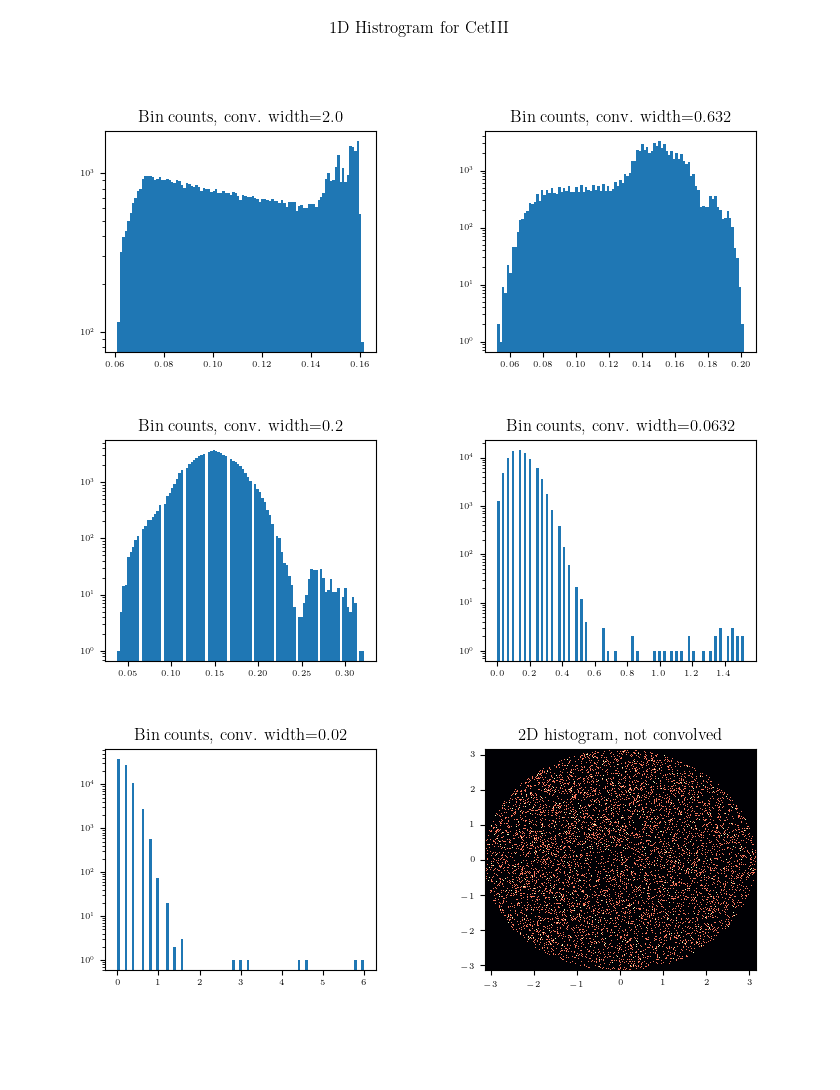 1D Histrogram for CetIII
Bin counts, conv. width=2.0
10³
10²
0.06 0.08 0.10 0.12 0.14 0.16
Bin counts, conv. width=0.632
10³
10²
10¹
10⁰
0.06 0.08 0.10 0.12 0.14 0.16 0.18 0.20
Bin counts, conv. width=0.2
10³
10²
10¹
10⁰
0.05 0.10 0.15 0.20 0.25 0.30
Bin counts, conv. width=0.0632
10⁴
10³
10²
10¹
10⁰
0.0 0.2 0.4 0.6 0.8 1.0 1.2 1.4
Bin counts, conv. width=0.02
10⁴
10³
10²
10¹
10⁰
0 1 2 3 4 5 6
2D histogram, not convolved
3
2
1
0
−1
−2
−3
−3 −2 −1 0 1 2 3